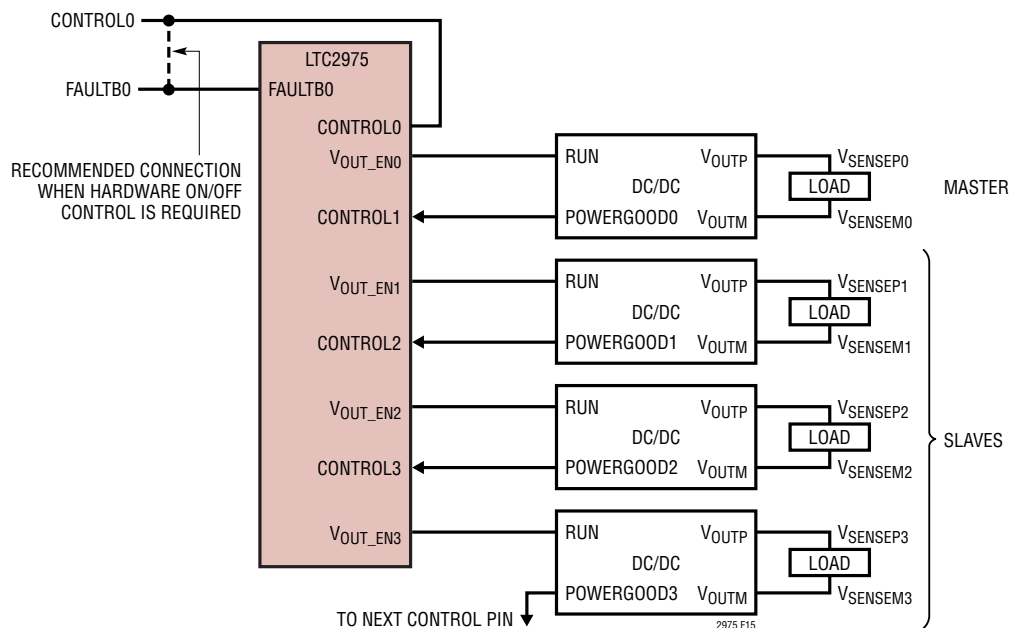 CONTROL0
FAULTB0
RECOMMENDED CONNECTION
WHEN HARDWARE ON/OFF
CONTROL IS REQUIRED
LTC2975
FAULTB0
CONTROL0
VOUT_EN0
CONTROL1
VOUT_EN1
CONTROL2
VOUT_EN2
CONTROL3
VOUT_EN3
RUN VOUTP
DC/DC
POWERGOOD0 VOUTM
VSENSEP0
LOAD
VSENSEM0
MASTER
RUN VOUTP
DC/DC
POWERGOOD1 VOUTM
VSENSEP1
LOAD
VSENSEM1
RUN VOUTP
DC/DC
POWERGOOD2 VOUTM
VSENSEP2
LOAD
VSENSEM2
SLAVES
RUN VOUTP
DC/DC
POWERGOOD3 VOUTM
VSENSEP3
LOAD
VSENSEM3
TO NEXT CONTROL PIN
2975 F15